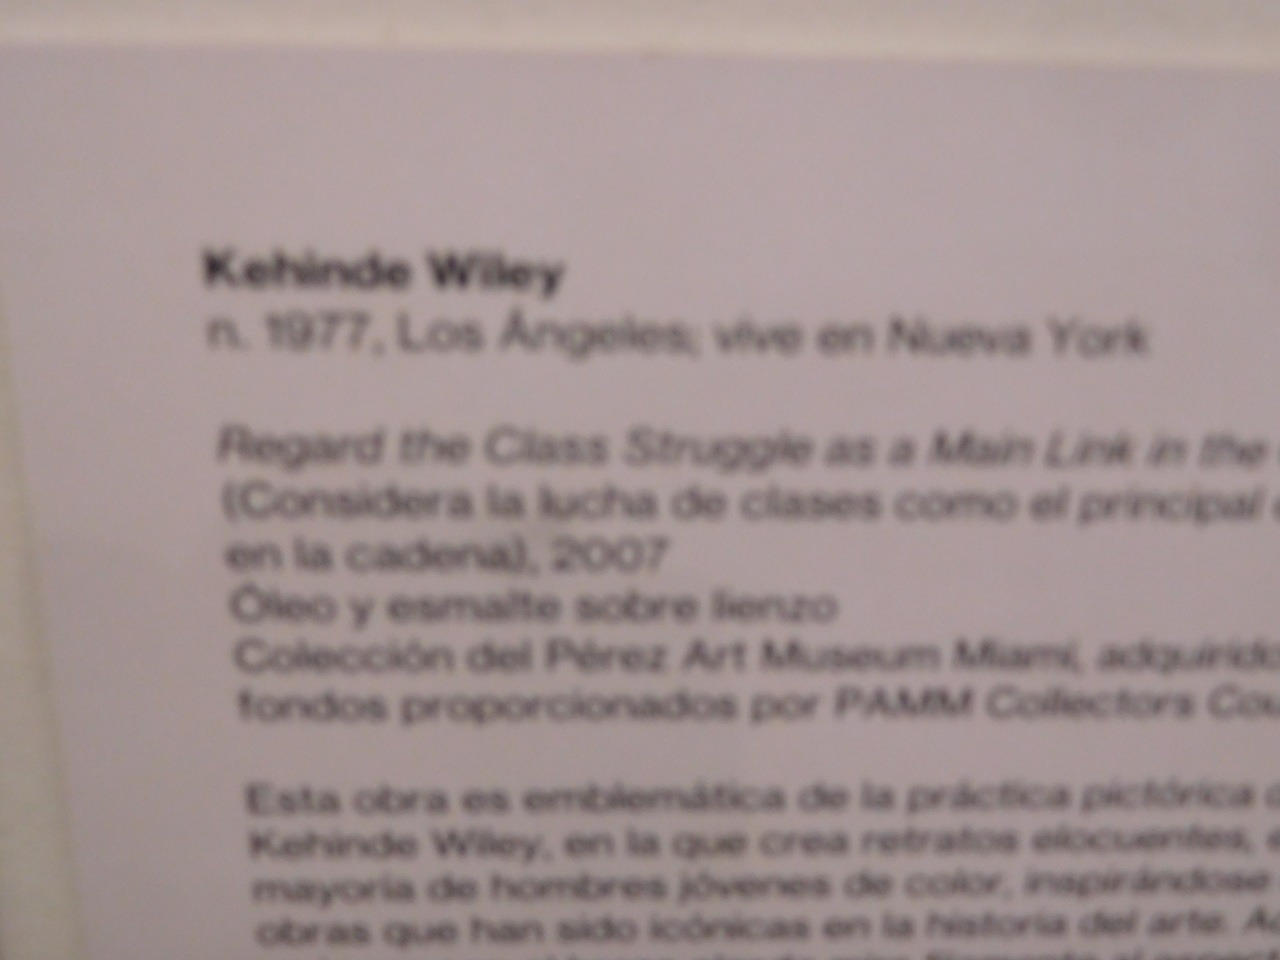 Kehinde Wiley
n. 1977, Los Ángeles; vive en Nueva York
Regard the Class Struggle as a Main Link in the
(Considera la lucha de clases como el principal
en la cadena), 2007
Óleo y esmalte sobre lienzo
Colección del Pérez Art Museum Miami, adquirido
fondos proporcionados por PAMM Collectors
Esta obra es emblemática de la práctica pictórica
Kehinde Wiley, en la que crea retratos elocuentes,
mayoría de hombres jóvenes de color, inspirándose
obras que han sido icónicas en la historia del arte.